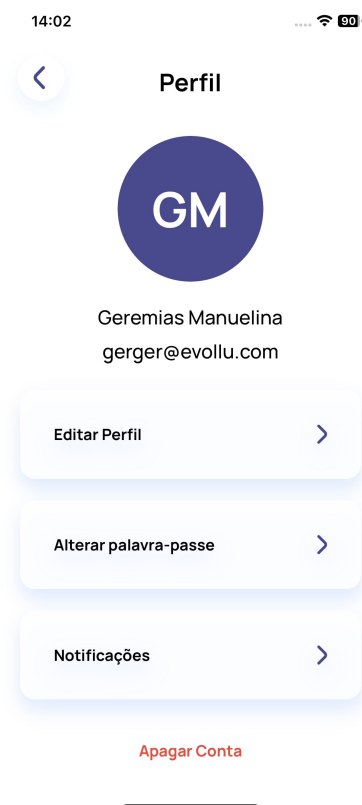 14:02
90
Perfil
GM
Geremias Manuelina
gerger@evollu.com
Editar Perfil
Alterar palavra-passe
Notificações
Apagar Conta